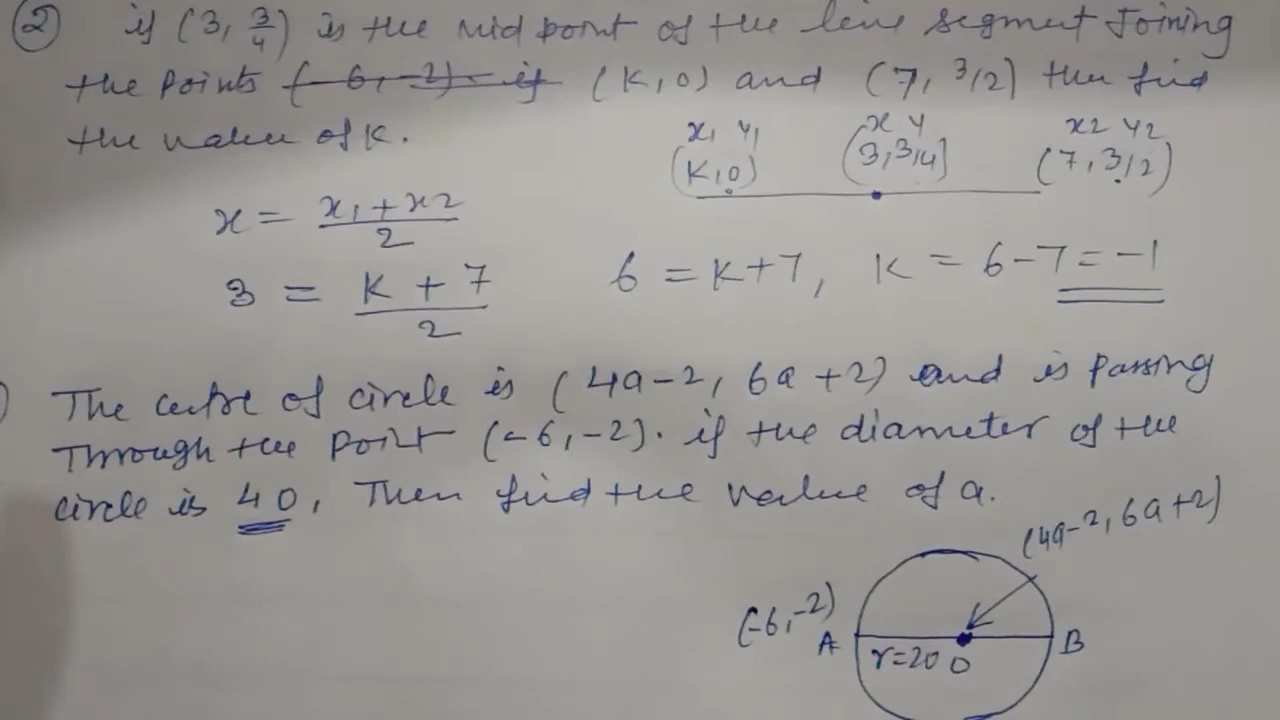 ② if (3, 3/4) is the mid point of the line segment Joining
the points (-6, -2) if (K, 0) and (7, 3/2) then find
the value of K.
x1 y1 x y x2 y2
(K, 0) (3, 3/4) (7, 3/2)
x = (x1 + x2)/2
3 = (K + 7)/2 6 = K+7, K = 6-7 = -1
) The centre of circle is (4a-2, 6a+2) and is passing
Through the point (-6, -2). if the diameter of the
circle is 40, Then find the value of a.
(4a-2, 6a+2)
(-6, -2)
A r=20 O B